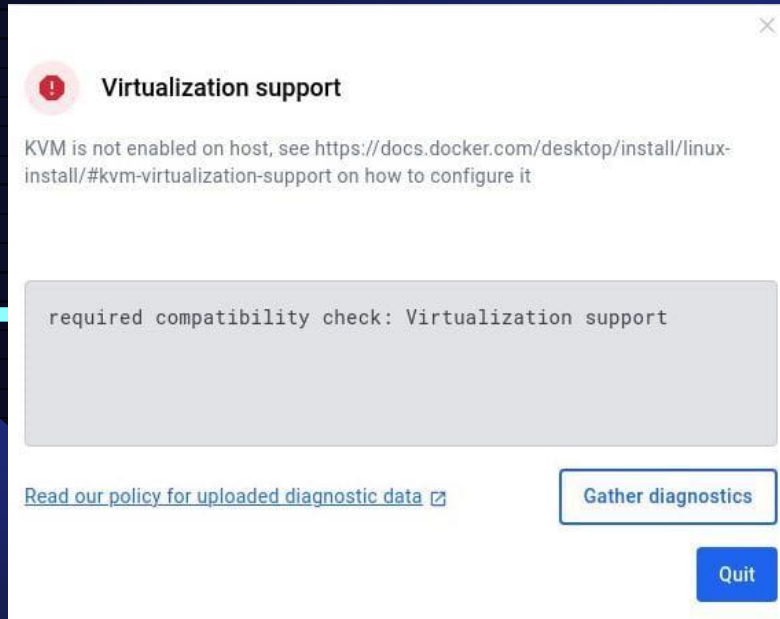 Virtualization support
KVM is not enabled on host, see https://docs.docker.com/desktop/install/linux-
install/#kvm-virtualization-support on how to configure it
required compatibility check: Virtualization support
Read our policy for uploaded diagnostic data
Gather diagnostics
Quit